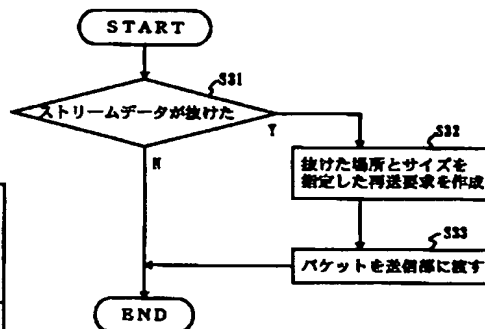 START
S31
ストリームデータが抜けた
Y
N
S32
抜けた場所とサイズを
指定した再送要求を作成
S33
パケットを送信部に渡す
END